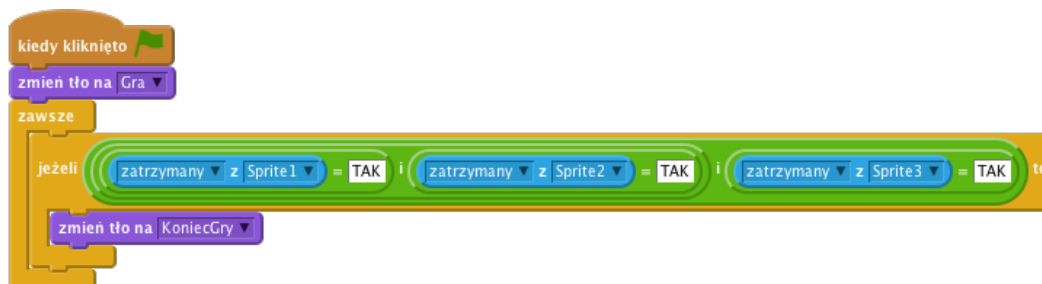 kiedy kliknięto
zmień tło na Gra
zawsze
jeżeli zatrzymany z Sprite1 = TAK i zatrzymany z Sprite2 = TAK i zatrzymany z Sprite3 = TAK
zmień tło na KoniecGry